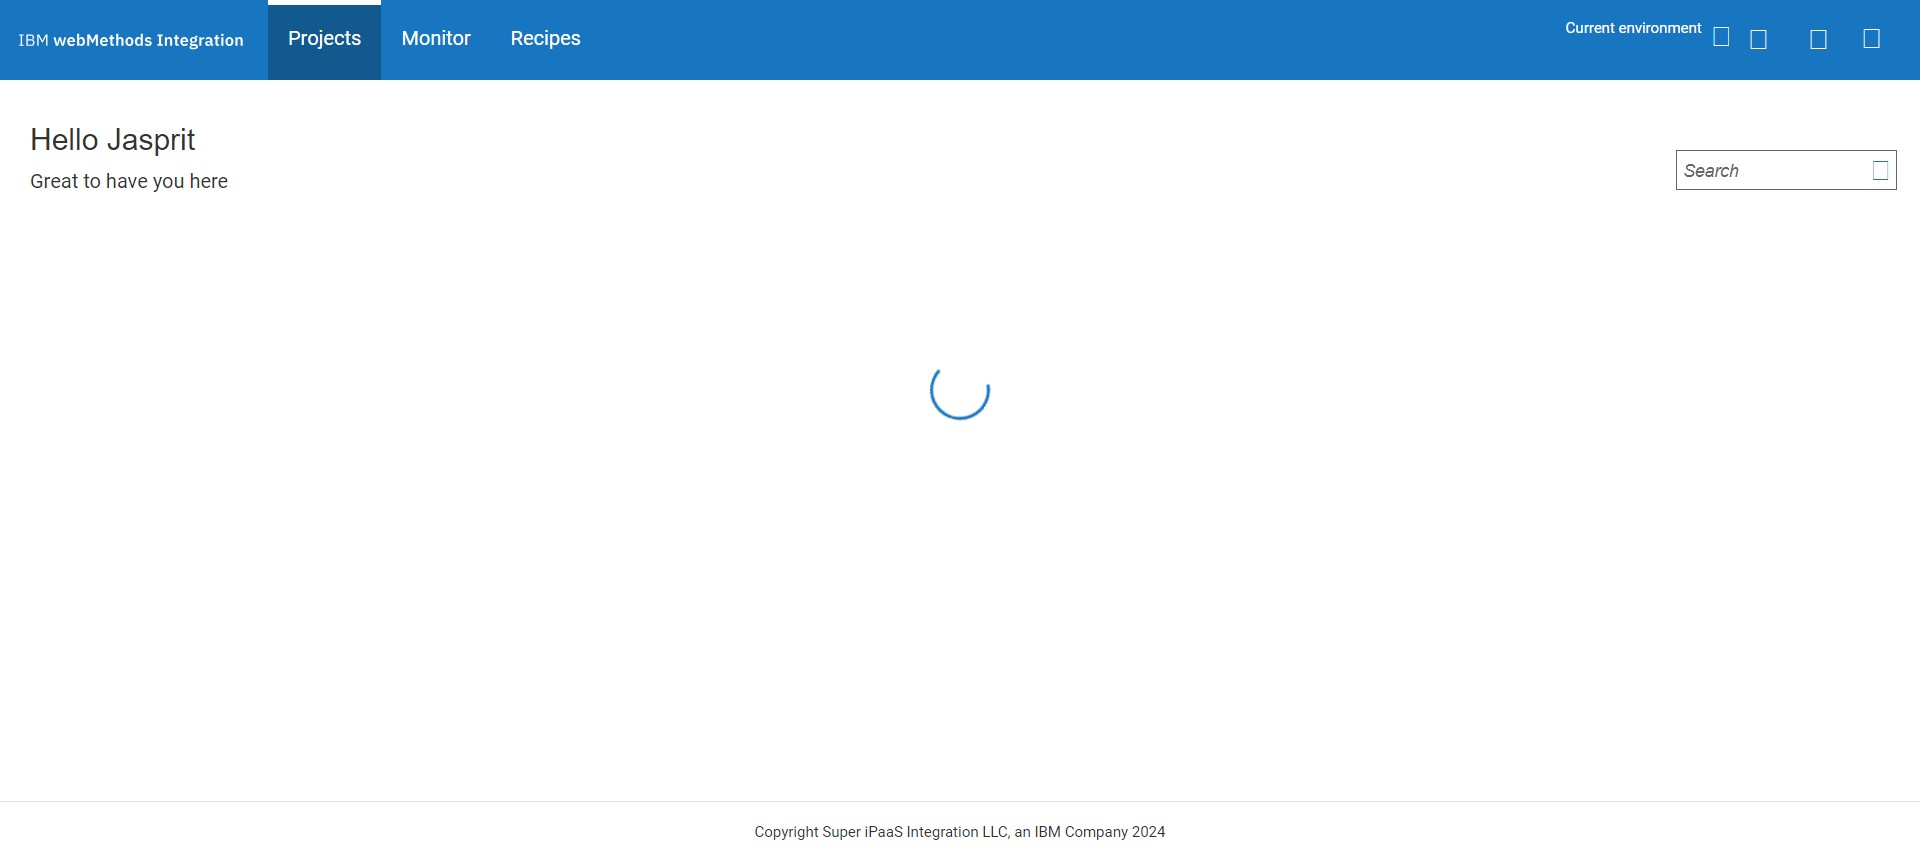 IBM webMethods Integration
Projects
Monitor
Recipes
Current environment
Hello Jasprit
Great to have you here
Search
Copyright Super iPaaS Integration LLC, an IBM Company 2024